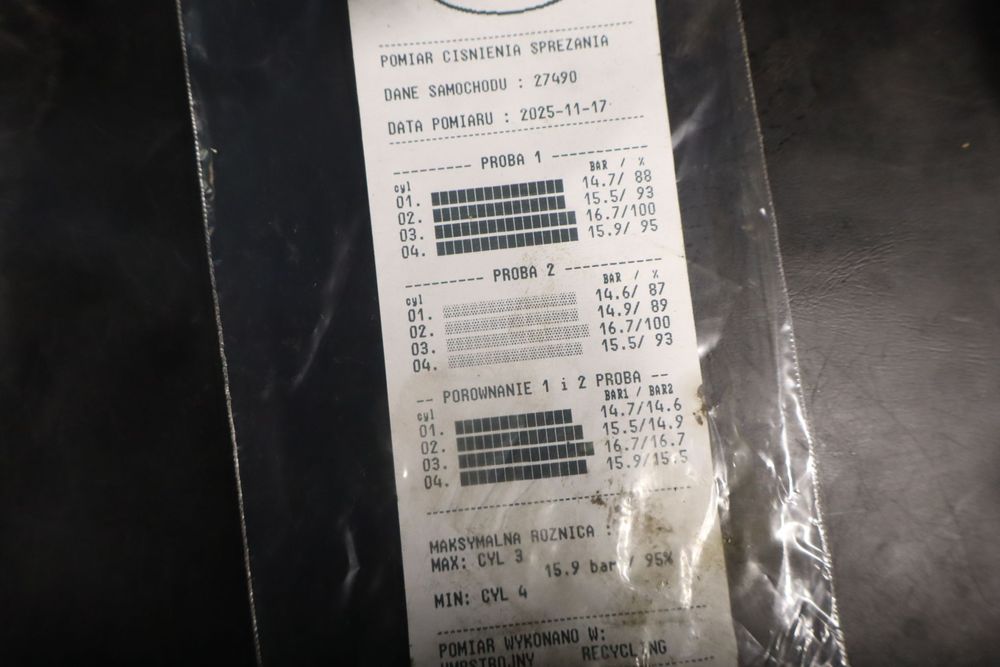 POMIAR CISNIENIA SPREZANIA
DANE SAMOCHODU : 27490
DATA POMIARU : 2025-11-17
-------- PROBA 1 ----------
cyl BAR / %
01. 14.7/ 88
02. 15.5/ 93
03. 16.7/100
04. 15.9/ 95
-------- PROBA 2 ----------
cyl BAR / %
01. 14.6/ 87
02. 14.9/ 89
03. 16.7/100
04. 15.5/ 93
-- POROWNANIE 1 i 2 PROBA --
cyl BAR1 / BAR2
01. 14.7/14.6
02. 15.5/14.9
03. 16.7/16.7
04. 15.9/15.5
MAKSYMALNA ROZNICA :
MAX: CYL 3
15.9 bar / 95%
MIN: CYL 4
POMIAR WYKONANO W:
RECYCLING